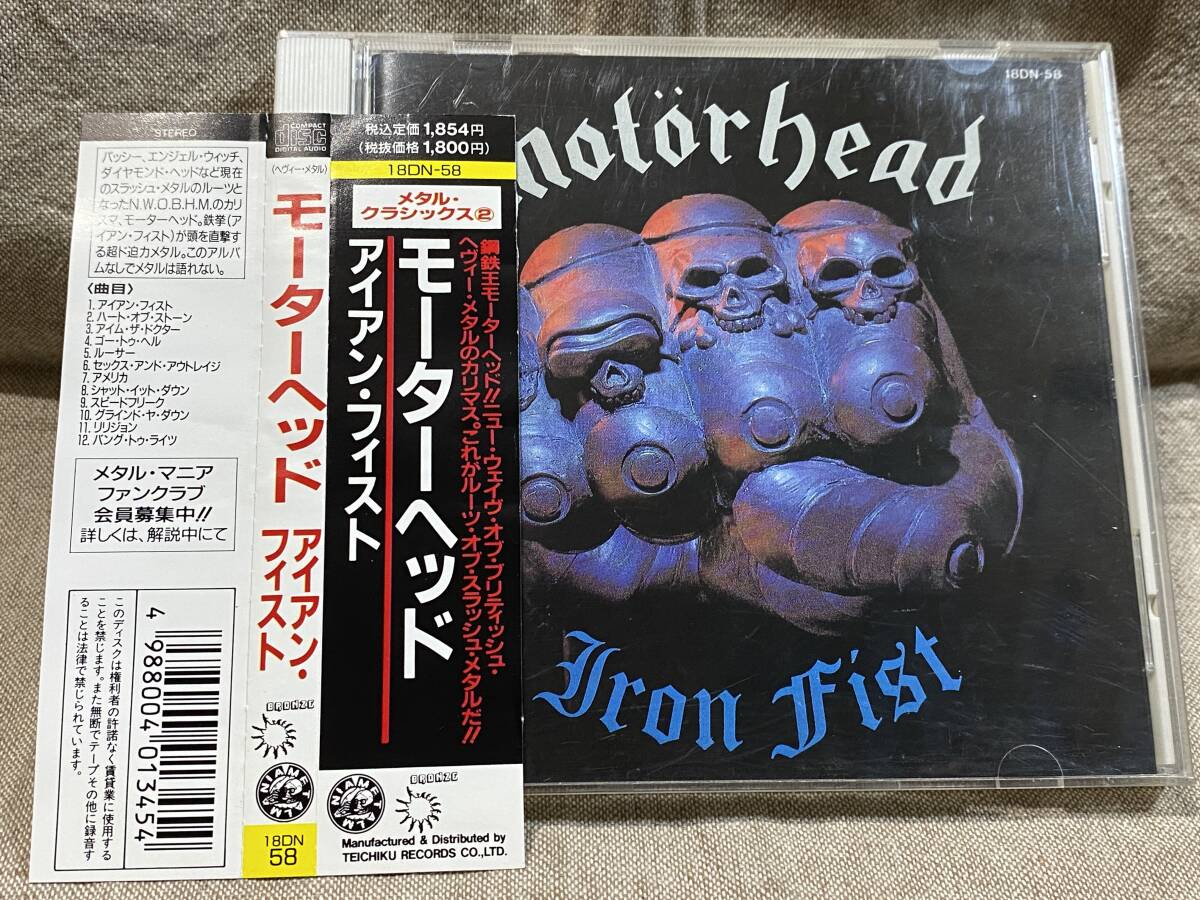 STEREO
バッシー、エンジェル・ウィッチ、
ダイヤモンド・ヘッドなど現在
のスラッシュ・メタルのルーツと
なったN.W.O.B.H.M.のカリ
スマ、モーターヘッド。鉄拳(ア
イアン・フィスト)が頭を直撃す
る超ド迫力メタル。このアルバ
ムなしでメタルは語れない。
〈曲目〉
1.アイアン・フィスト
2.ハート・オブ・ストーン
3.アイム・ザ・ドクター
4.ゴー・トゥ・ヘル
5.ルーサー
6.セックス・アンド・アウトレイジ
7.アメリカ
8.シャット・イット・ダウン
9.スピードフリーク
10.グラインド・ヤ・ダウン
11.リリジョン
12.バング・トゥ・ライツ
メタル・マニア
ファンクラブ
会員募集中!!
詳しくは、解説中にて
このディスクは権利者の許諾なく賃貸業に使用する
ことを禁じます。また無断でテープその他に録音す
ることは法律で禁じられています。
4 988004 013454
COMPACT
disc
DIGITAL AUDIO
(ヘヴィー・メタル)
モーターヘッド
アイアン・
フィスト
BRONZE
MANIA METAL
18DN
58
税込定価1,854円
(税抜価格1,800円)
18DN-58
メタル・
クラシックス②
鋼鉄王モーターヘッド!!ニュー・ウェイヴ・オブ・ブリティッシュ・
ヘヴィー・メタルのカリマス。これがルーツ・オブ・スラッシュ・メタルだ!!
モーターヘッド
アイアン・フィスト
MANIA METAL
BRONZE
Manufactured & Distributed by
TEICHIKU RECORDS CO.,LTD.
18DN-58
motörhead
Iron Fist